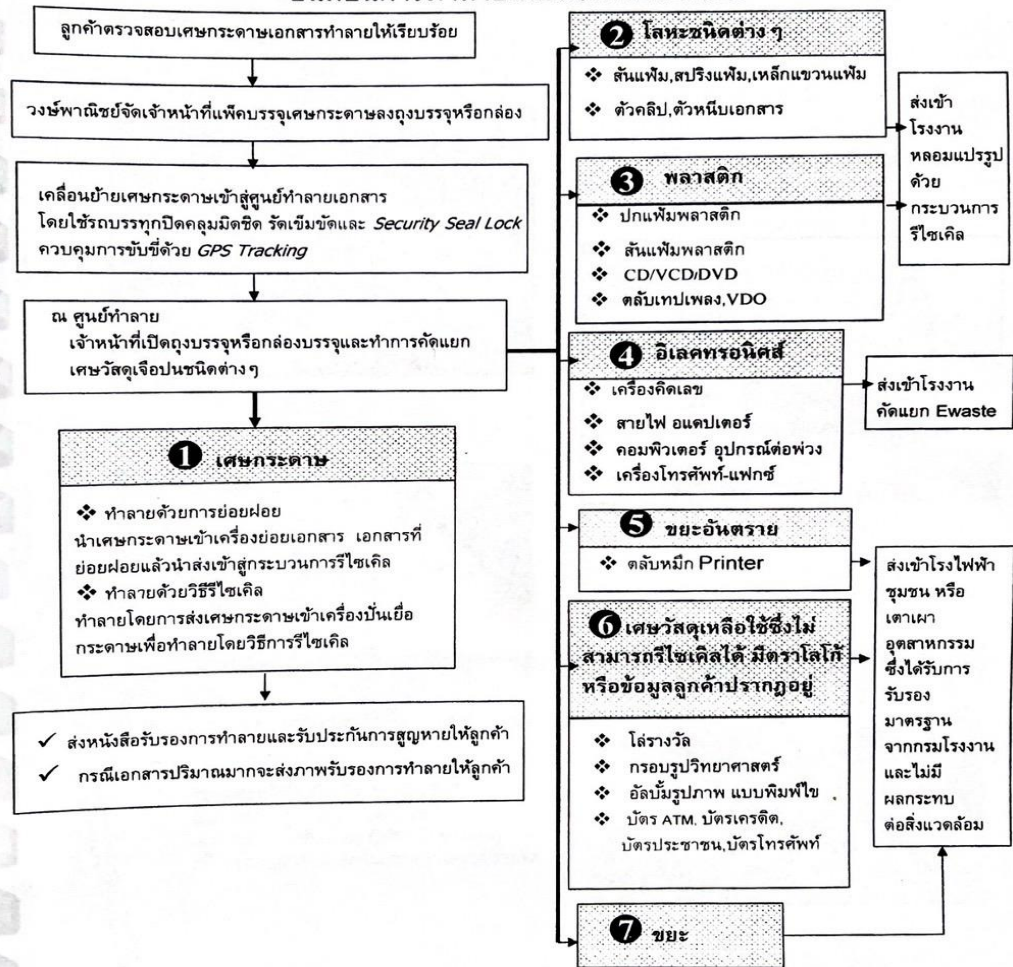 ลูกค้าตรวจสอบเศษกระดาษเอกสารทำลายให้เรียบร้อย
วงษ์พาณิชย์จัดเจ้าหน้าที่แพ็คบรรจุเศษกระดาษลงถุงบรรจุหรือกล่อง
เคลื่อนย้ายเศษกระดาษเข้าสู่ศูนย์ทำลายเอกสาร
โดยใช้รถบรรทุกปิดคลุมมิดชิด รัดเข็มขัดและ Security Seal Lock
ควบคุมการขับขี่ด้วย GPS Tracking
ณ ศูนย์ทำลาย
เจ้าหน้าที่เปิดถุงบรรจุหรือกล่องบรรจุและทำการคัดแยก
เศษวัสดุเจือปนชนิดต่างๆ
❶ เศษกระดาษ
❖ ทำลายด้วยการย่อยฝอย
นำเศษกระดาษเข้าเครื่องย่อยเอกสาร เอกสารที่
ย่อยฝอยแล้วนำส่งเข้าสู่กระบวนการรีไซเคิล
❖ ทำลายด้วยวิธีรีไซเคิล
ทำลายโดยการส่งเศษกระดาษเข้าเครื่องปั่นเยื่อ
กระดาษเพื่อทำลายโดยวิธีการรีไซเคิล
✓ ส่งหนังสือรับรองการทำลายและรับประกันการสูญหายให้ลูกค้า
✓ กรณีเอกสารปริมาณมากจะส่งภาพรับรองการทำลายให้ลูกค้า
❷ โลหะชนิดต่าง ๆ
❖ สันแฟ้ม,สปริงแฟ้ม,เหล็กแขวนแฟ้ม
❖ ตัวคลิป,ตัวหนีบเอกสาร
❸ พลาสติก
❖ ปกแฟ้มพลาสติก
❖ สันแฟ้มพลาสติก
❖ CD/VCD/DVD
❖ ตลับเทปเพลง,VDO
ส่งเข้า
โรงงาน
หลอมแปรรูป
ด้วย
กระบวนการ
รีไซเคิล
❹ อิเลคทรอนิคส์
❖ เครื่องคิดเลข
❖ สายไฟ อแดปเตอร์
❖ คอมพิวเตอร์ อุปกรณ์ต่อพ่วง
❖ เครื่องโทรศัพท์-แฟกซ์
ส่งเข้าโรงงาน
คัดแยก Ewaste
❺ ขยะอันตราย
❖ ตลับหมึก Printer
❻ เศษวัสดุเหลือใช้ซึ่งไม่
สามารถรีไซเคิลได้ มีตราโลโก้
หรือข้อมูลลูกค้าปรากฏอยู่
❖ โล่รางวัล
❖ กรอบรูปวิทยาศาสตร์
❖ อัลบั้มรูปภาพ แบบพิมพ์ไข
❖ บัตร ATM. บัตรเครดิต,
บัตรประชาชน,บัตรโทรศัพท์
❼ ขยะ
ส่งเข้าโรงไฟฟ้า
ชุมชน หรือ
เตาเผา
อุตสาหกรรม
ซึ่งได้รับการ
รับรอง
มาตรฐาน
จากกรมโรงงาน
และไม่มี
ผลกระทบ
ต่อสิ่งแวดล้อม